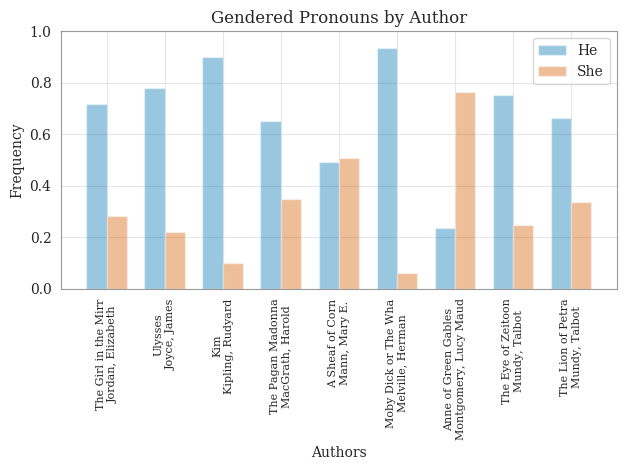 Gendered Pronouns by Author
He
She
Frequency
1.0
0.8
0.6
0.4
0.2
0.0
The Girl in the Mirr
Jordan, Elizabeth
Ulysses
Joyce, James
Kim
Kipling, Rudyard
The Pagan Madonna
MacGrath, Harold
A Sheaf of Corn
Mann, Mary E.
Moby Dick or The Wha
Melville, Herman
Anne of Green Gables
Montgomery, Lucy Maud
The Eye of Zeitoon
Mundy, Talbot
The Lion of Petra
Mundy, Talbot
Authors